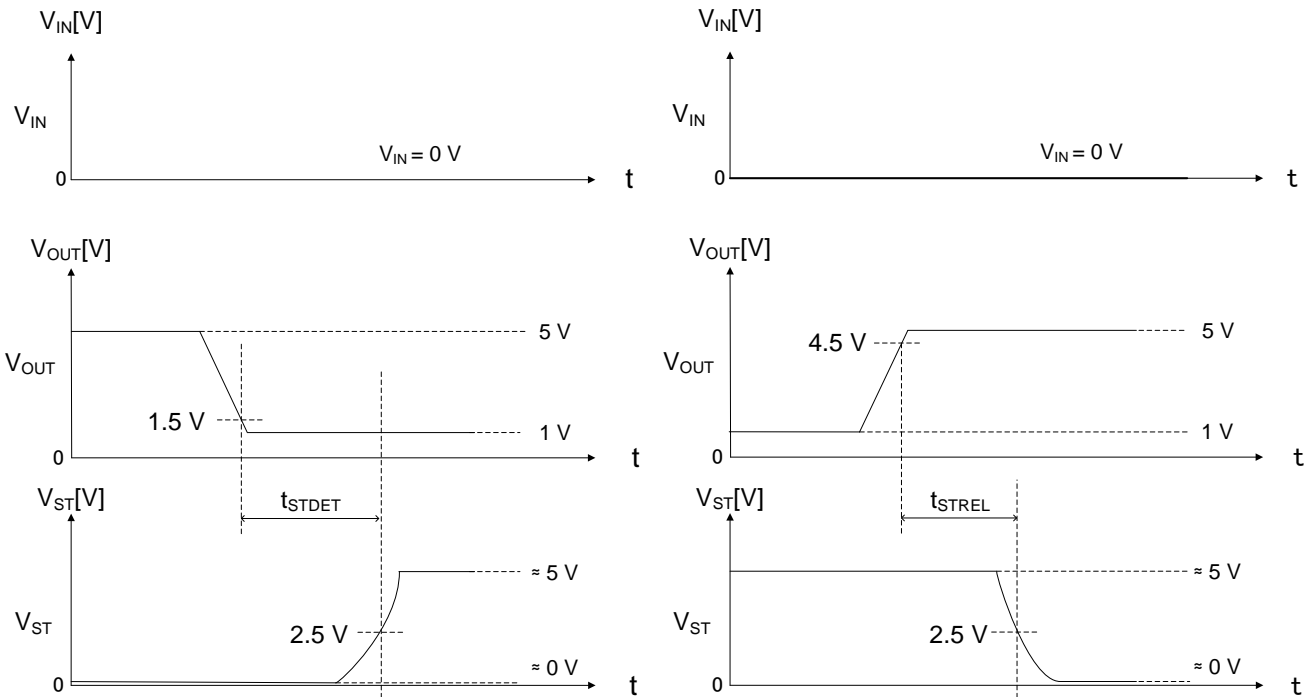 V_IN[V]
V_IN
V_IN = 0 V
0
t
V_OUT[V]
5 V
V_OUT
1.5 V
1 V
0
t
V_ST[V]
t_STDET
≈ 5 V
V_ST
2.5 V
≈ 0 V
0
t
V_IN[V]
V_IN
V_IN = 0 V
0
t
V_OUT[V]
5 V
4.5 V
V_OUT
1 V
0
t
V_ST[V]
t_STREL
≈ 5 V
V_ST
2.5 V
≈ 0 V
0
t